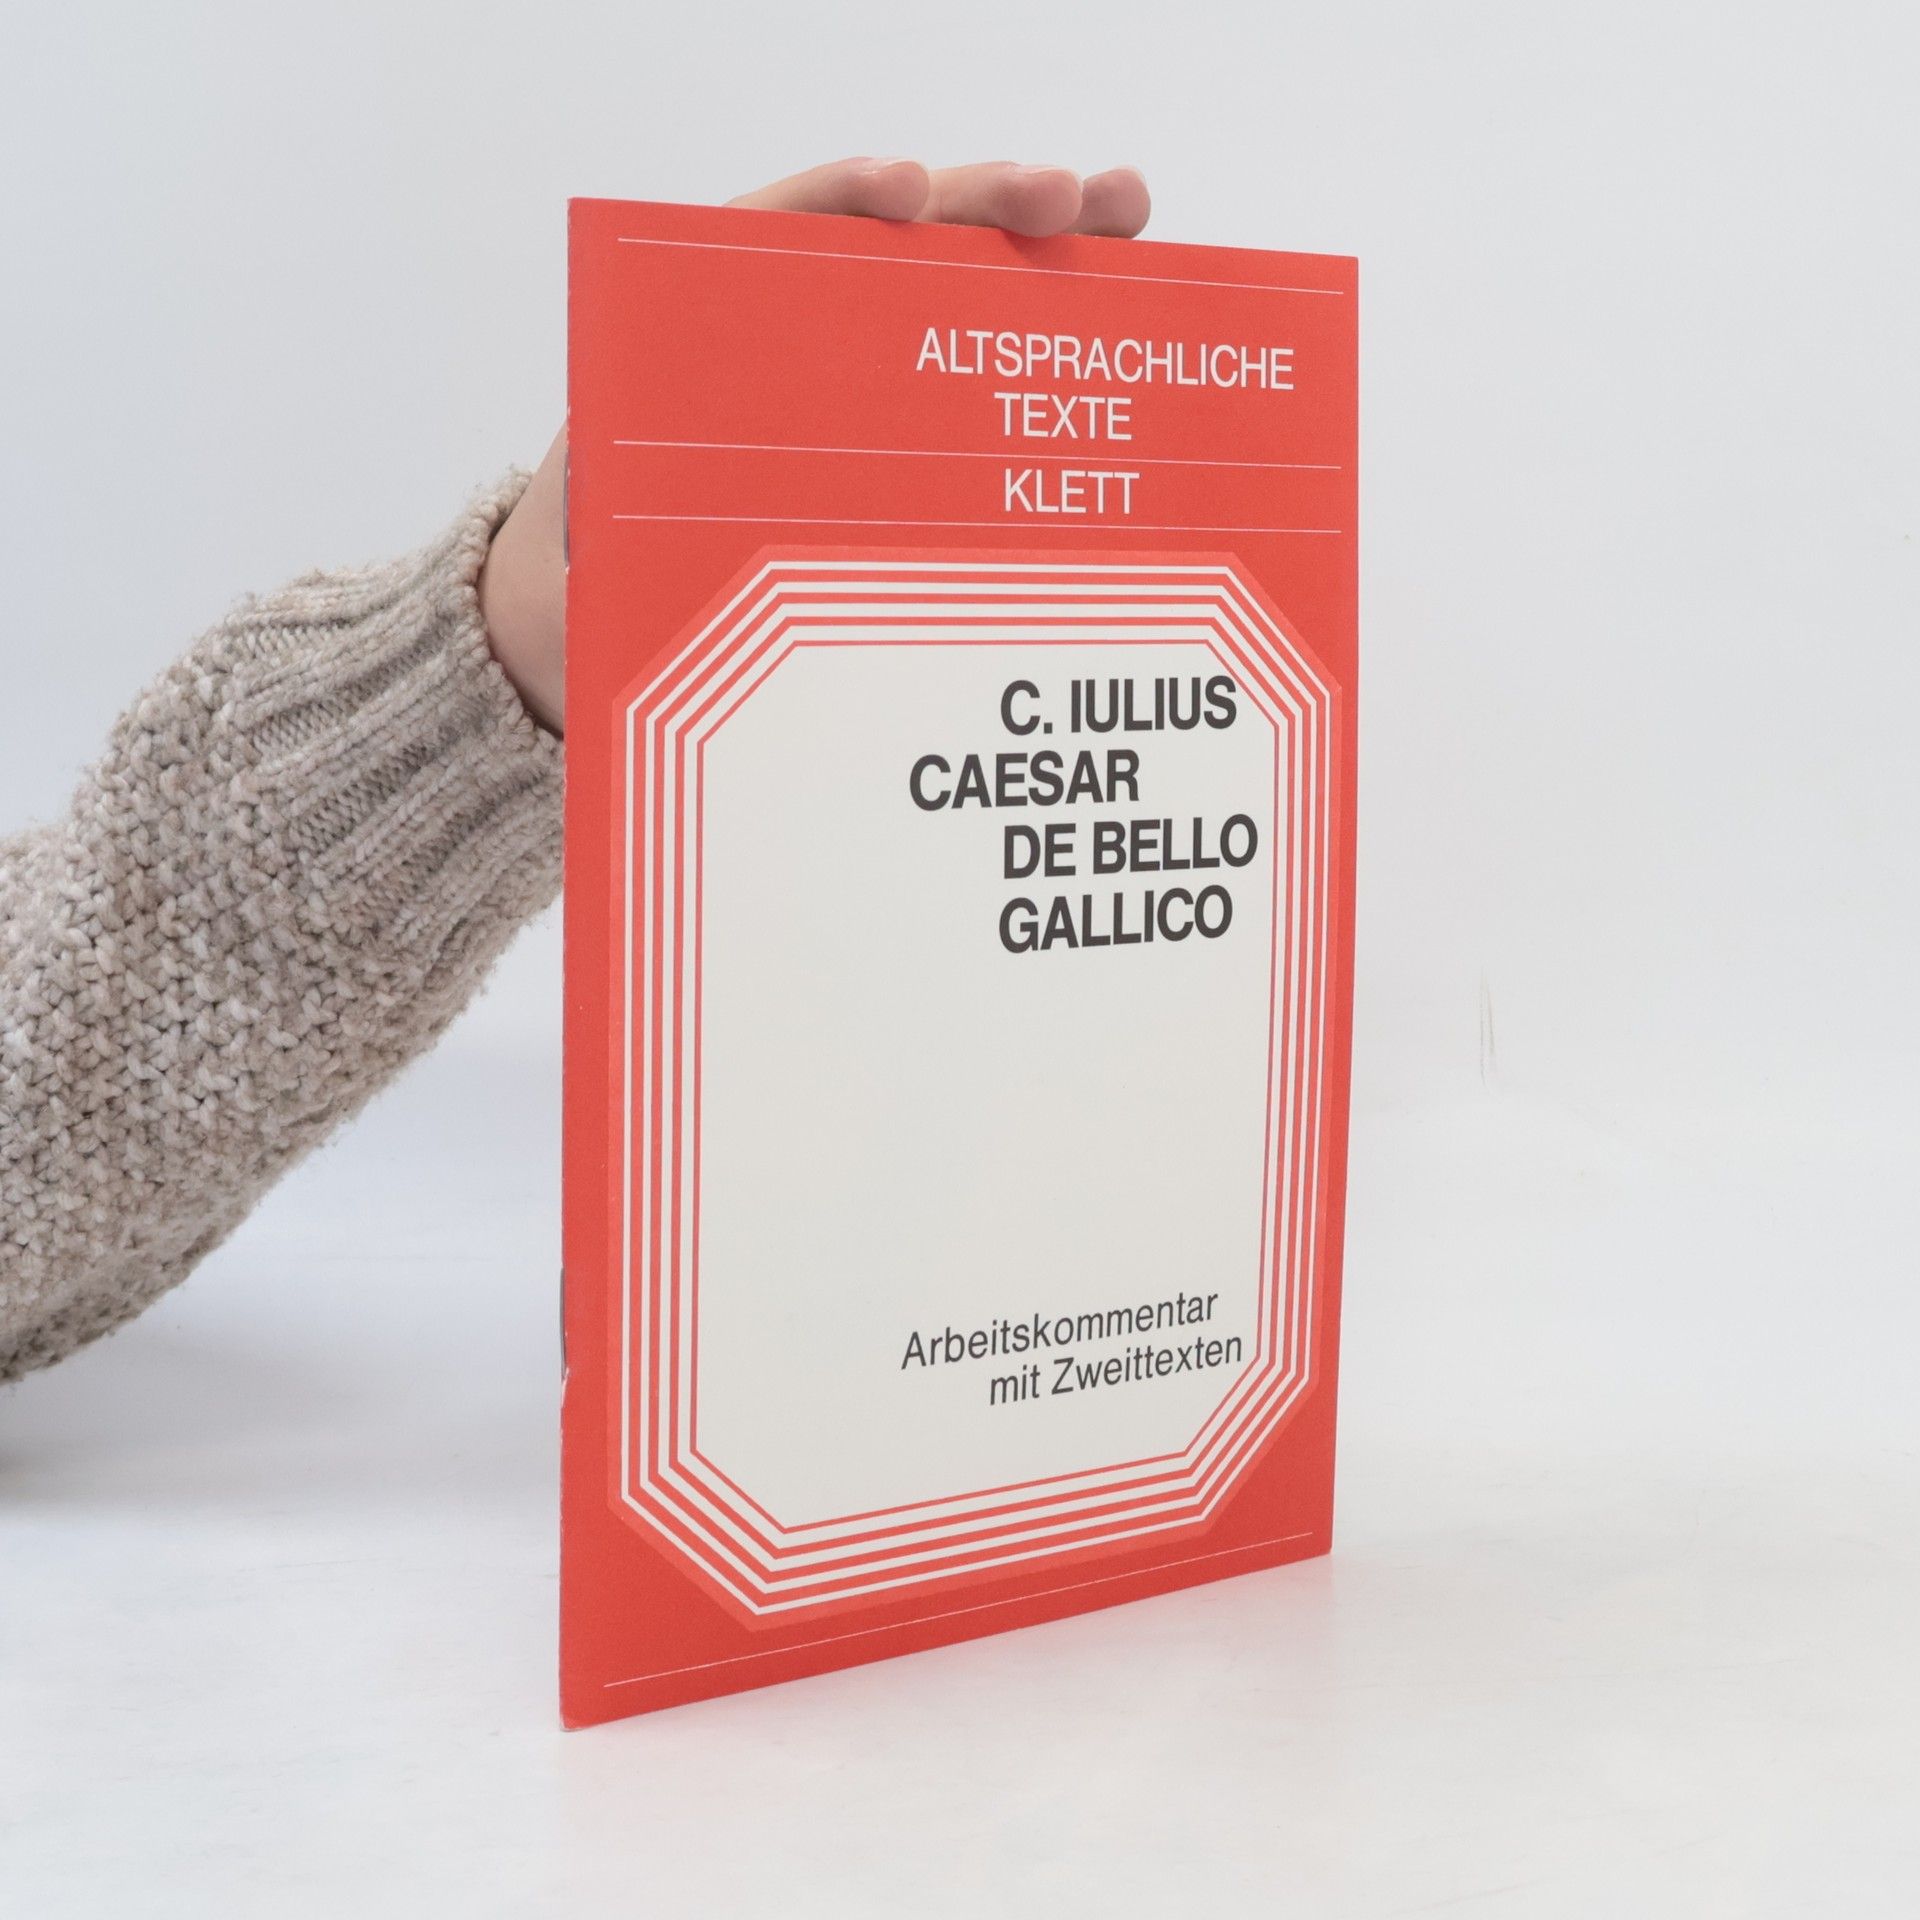 ALTSPRACHLICHE
TEXTE
KLETT
C. IULIUS
CAESAR
DE BELLO
GALLICO
Arbeitskommentar
mit Zweittexten